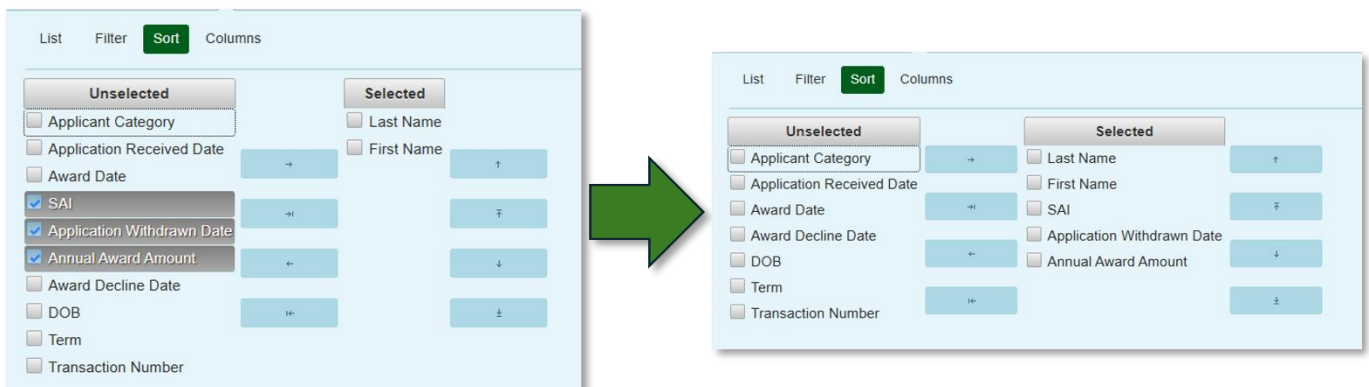 List Filter Sort Columns
Unselected
Applicant Category
Application Received Date
Award Date
SAI
Application Withdrawn Date
Annual Award Amount
Award Decline Date
DOB
Term
Transaction Number
Selected
Last Name
First Name
List Filter Sort Columns
Unselected
Applicant Category
Application Received Date
Award Date
Award Decline Date
DOB
Term
Transaction Number
Selected
Last Name
First Name
SAI
Application Withdrawn Date
Annual Award Amount